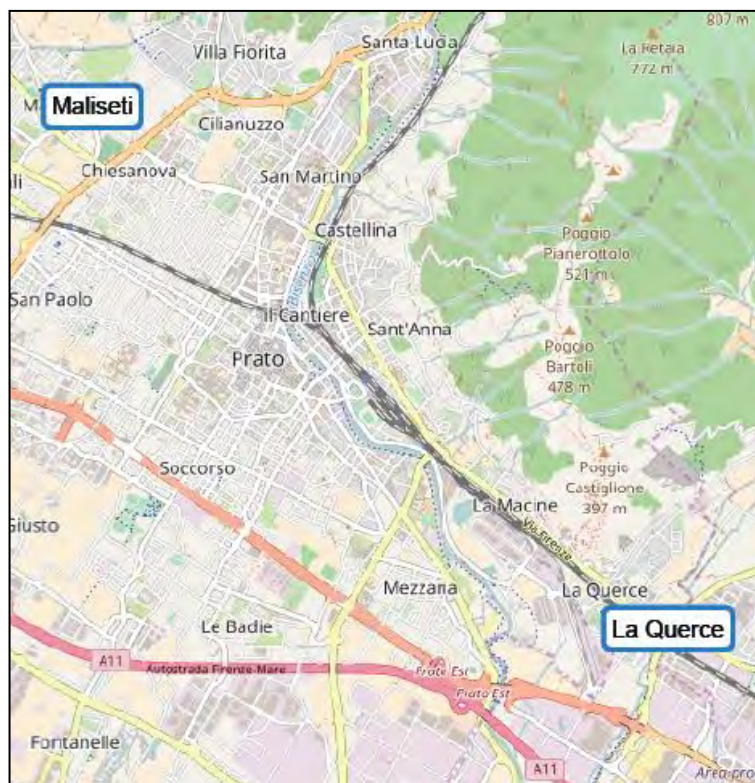 807 m
Santa Lucia
La Retaia
772 m
Villa Fiorita
Maliseti
Cilianuzzo
Chiesanova
San Martino
Castellina
Poggio
Pianerottolo
521 m
San Paolo
Il Cantiere
Sant'Anna
Prato
Poggio
Bartoli
478 m
Soccorso
Poggio
Castiglione
397 m
La Macine
Via Firenze
Giusto
Mezzana
La Querce
La Querce
Le Badie
A11
Autostrada Firenze-Mare
Prato Est
Prato Est
Fontanelle
A11